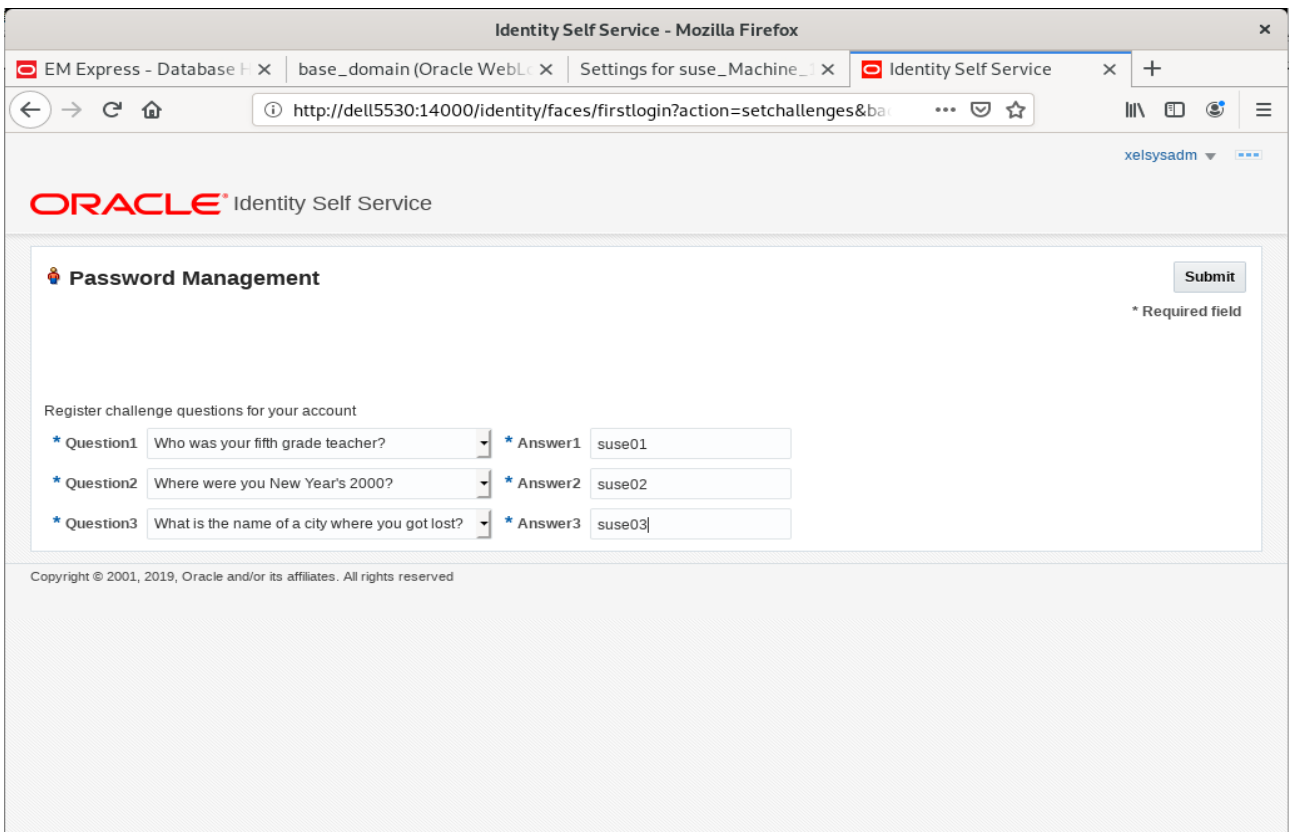 Identity Self Service - Mozilla Firefox
EM Express - Database base_domain (Oracle Settings for suse_Machine_ Identity Self Service
http://dell5530:14000/identity/faces/firstlogin?action=setchallenges&
xelsysadm
ORACLE Identity Self Service
Password Management Submit
* Required field
Register challenge questions for your account
* Question1 Who was your fifth grade teacher? * Answer1 suse01
* Question2 Where were you New Year's 2000? * Answer2 suse02
* Question3 What is the name of a city where you got lost? * Answer3 suse03
Copyright © 2001, 2019, Oracle and/or its affiliates. All rights reserved